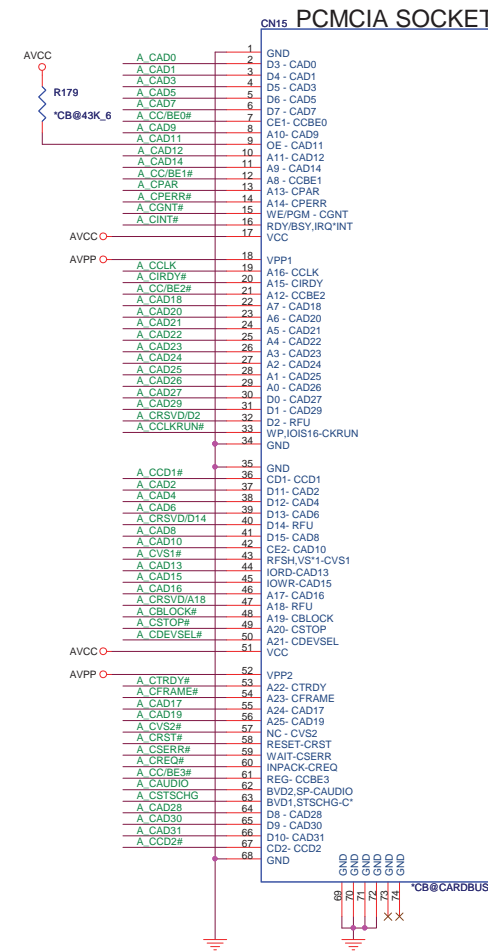 CN15 PCMCIA SOCKET
AVCC
R179
*CB@43K_6
1 GND
A_CAD0 2 D3 - CAD0
A_CAD1 3 D4 - CAD1
A_CAD3 4 D5 - CAD3
A_CAD5 5 D6 - CAD5
A_CAD7 6 D7 - CAD7
A_CC/BE0# 7 CE1- CCBE0
A_CAD9 8 A10- CAD9
A_CAD11 9 OE - CAD11
A_CAD12 10 A11- CAD12
A_CAD14 11 A9 - CAD14
A_CC/BE1# 12 A8 - CCBE1
A_CPAR 13 A13- CPAR
A_CPERR# 14 A14- CPERR
A_CGNT# 15 WE/PGM - CGNT
A_CINT# 16 RDY/BSY,IRQ*INT
AVCC 17 VCC
AVPP 18 VPP1
A_CCLK 19 A16- CCLK
A_CIRDY# 20 A15- CIRDY
A_CC/BE2# 21 A12- CCBE2
A_CAD18 22 A7 - CAD18
A_CAD20 23 A6 - CAD20
A_CAD21 24 A5 - CAD21
A_CAD22 25 A4 - CAD22
A_CAD23 26 A3 - CAD23
A_CAD24 27 A2 - CAD24
A_CAD25 28 A1 - CAD25
A_CAD26 29 A0 - CAD26
A_CAD27 30 D0 - CAD27
A_CAD29 31 D1 - CAD29
A_CRSVD/D2 32 D2 - RFU
A_CCLKRUN# 33 WP,IOIS16-CKRUN
34 GND
35 GND
A_CCD1# 36 CD1- CCD1
A_CAD2 37 D11- CAD2
A_CAD4 38 D12- CAD4
A_CAD6 39 D13- CAD6
A_CRSVD/D14 40 D14- RFU
A_CAD8 41 D15- CAD8
A_CAD10 42 CE2- CAD10
A_CVS1# 43 RFSH,VS*1-CVS1
A_CAD13 44 IORD-CAD13
A_CAD15 45 IOWR-CAD15
A_CAD16 46 A17- CAD16
A_CRSVD/A18 47 A18- RFU
A_CBLOCK# 48 A19- CBLOCK
A_CSTOP# 49 A20- CSTOP
A_CDEVSEL# 50 A21- CDEVSEL
AVCC 51 VCC
AVPP 52 VPP2
A_CTRDY# 53 A22- CTRDY
A_CFRAME# 54 A23- CFRAME
A_CAD17 55 A24- CAD17
A_CAD19 56 A25- CAD19
A_CVS2# 57 NC - CVS2
A_CRST# 58 RESET-CRST
A_CSERR# 59 WAIT-CSERR
A_CREQ# 60 INPACK-CREQ
A_CC/BE3# 61 REG- CCBE3
A_CAUDIO 62 BVD2,SP-CAUDIO
A_CSTSCHG 63 BVD1,STSCHG-C*
A_CAD28 64 D8 - CAD28
A_CAD30 65 D9 - CAD30
A_CAD31 66 D10- CAD31
A_CCD2# 67 CD2- CCD2
68 GND
GND GND GND GND GND GND
69 70 71 72 73 74
*CB@CARDBUS